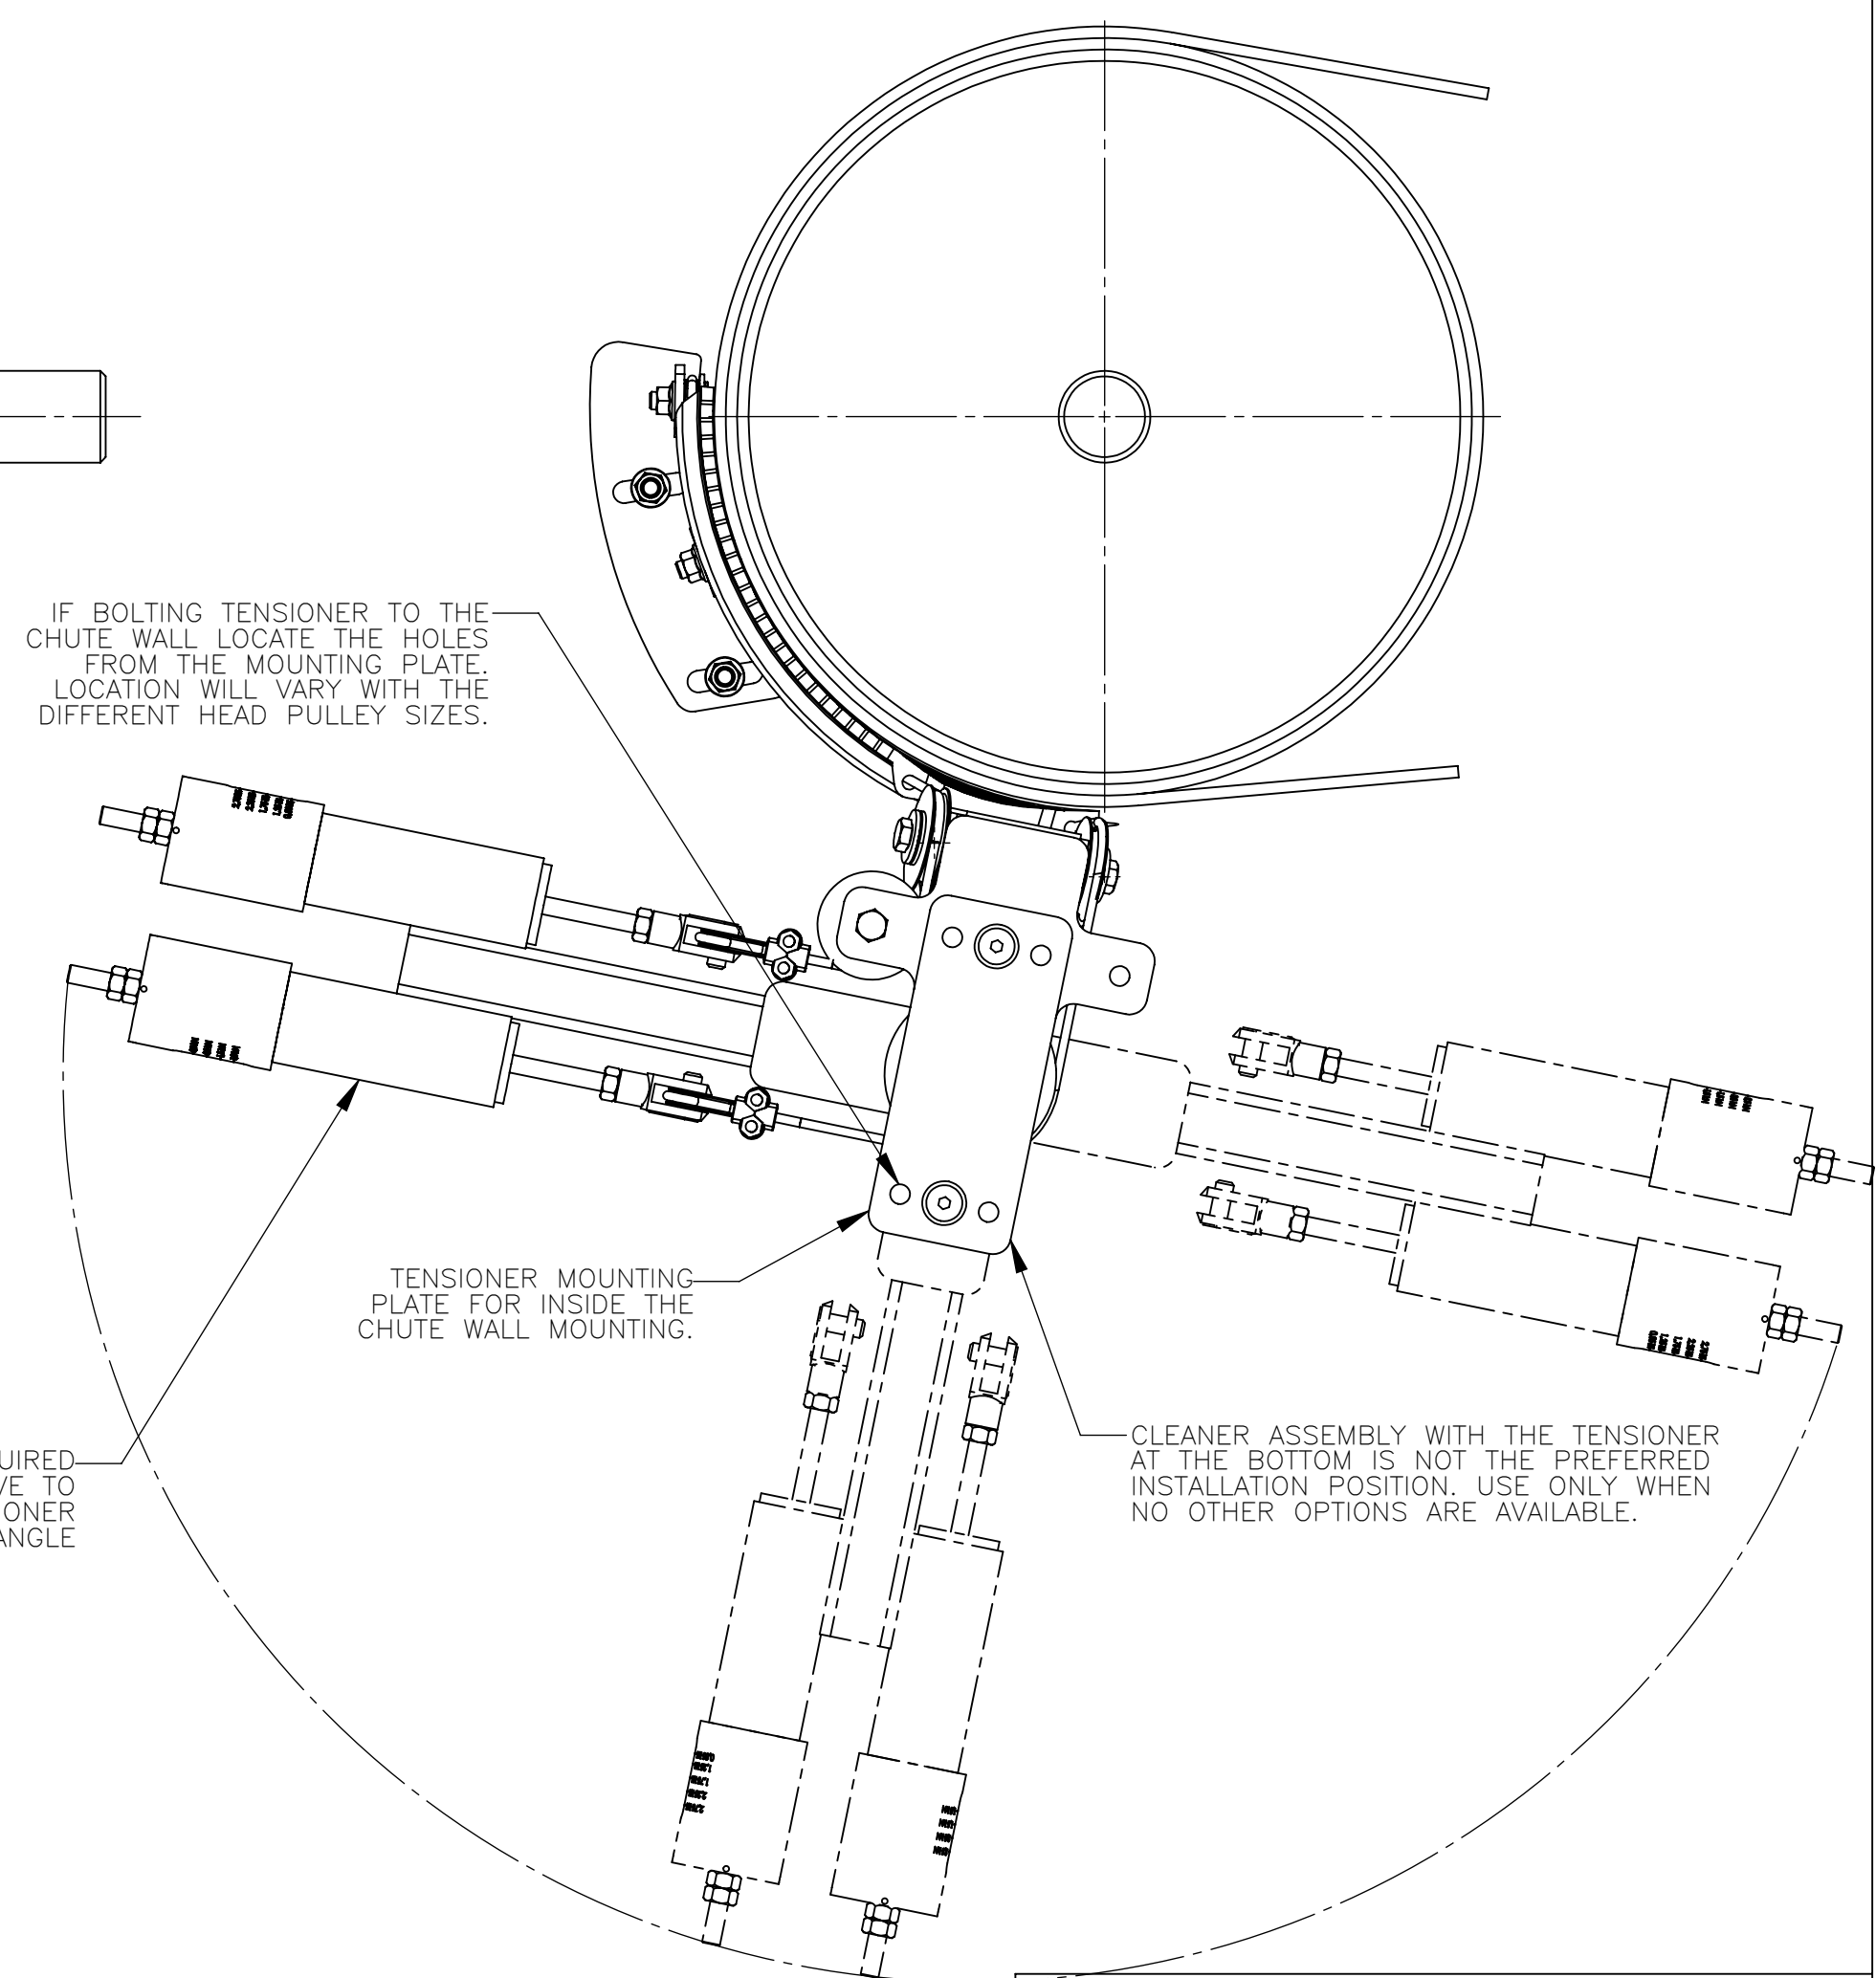 IF BOLTING TENSIONER TO THE
CHUTE WALL LOCATE THE HOLES
FROM THE MOUNTING PLATE.
LOCATION WILL VARY WITH THE
DIFFERENT HEAD PULLEY SIZES.
TENSIONER MOUNTING
PLATE FOR INSIDE THE
CHUTE WALL MOUNTING.
UIRED
VE TO
IONER
ANGLE
CLEANER ASSEMBLY WITH THE TENSIONER
AT THE BOTTOM IS NOT THE PREFERRED
INSTALLATION POSITION. USE ONLY WHEN
NO OTHER OPTIONS ARE AVAILABLE.